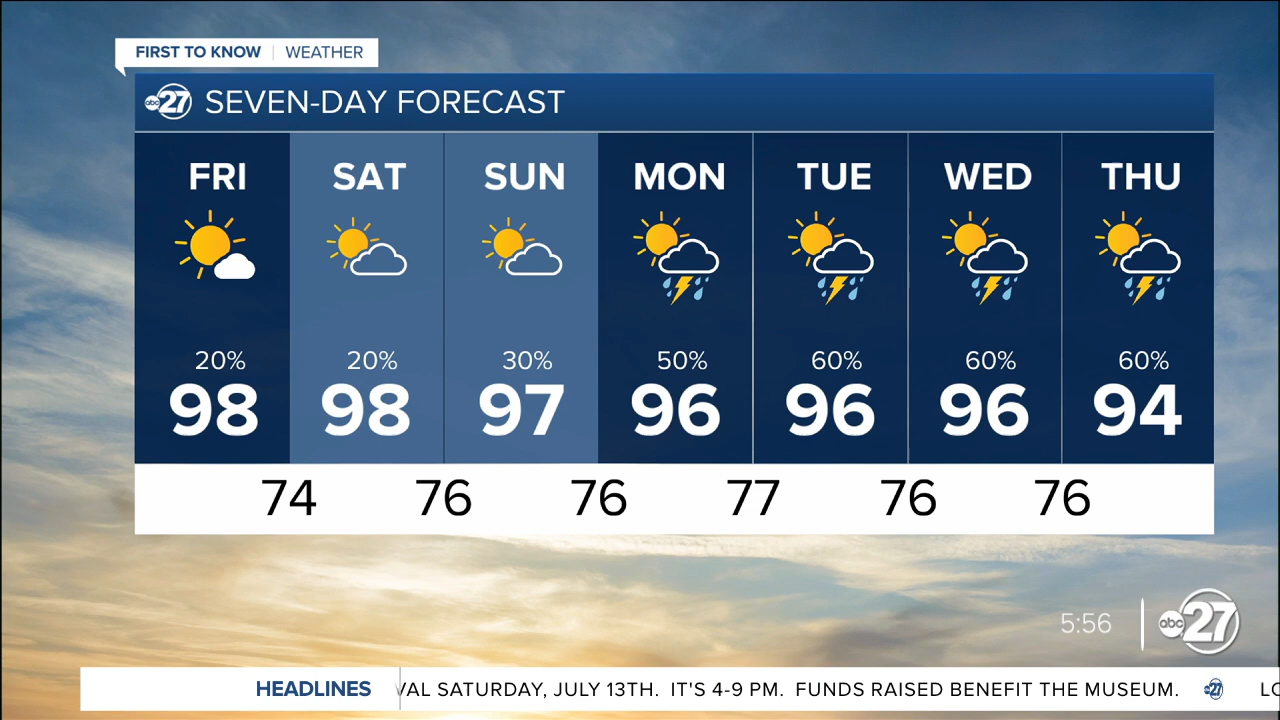 FIRST TO KNOW | WEATHER
abc 27 SEVEN-DAY FORECAST
FRI SAT SUN MON TUE WED THU
20% 20% 30% 50% 60% 60% 60%
98 98 97 96 96 96 94
74 76 76 77 76 76
5:56 abc 27
HEADLINES VAL SATURDAY, JULY 13TH. IT'S 4-9 PM. FUNDS RAISED BENEFIT THE MUSEUM. abc 27